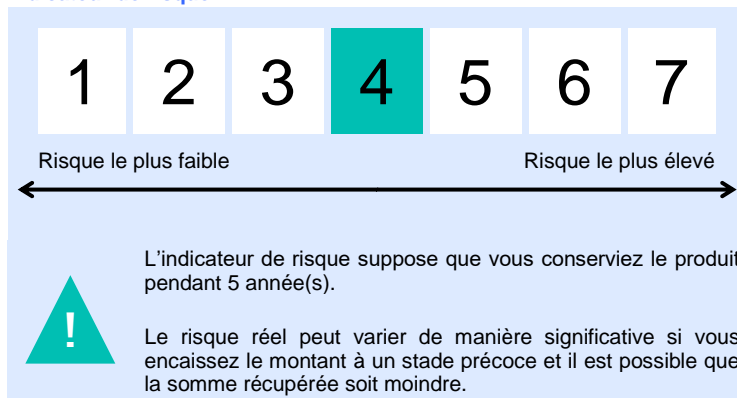 1 2 3 4 5 6 7
Risque le plus faible Risque le plus élevé
L'indicateur de risque suppose que vous conserviez le produit
pendant 5 année(s).
!
Le risque réel peut varier de manière significative si vous
encaissez le montant à un stade précoce et il est possible que
la somme récupérée soit moindre.